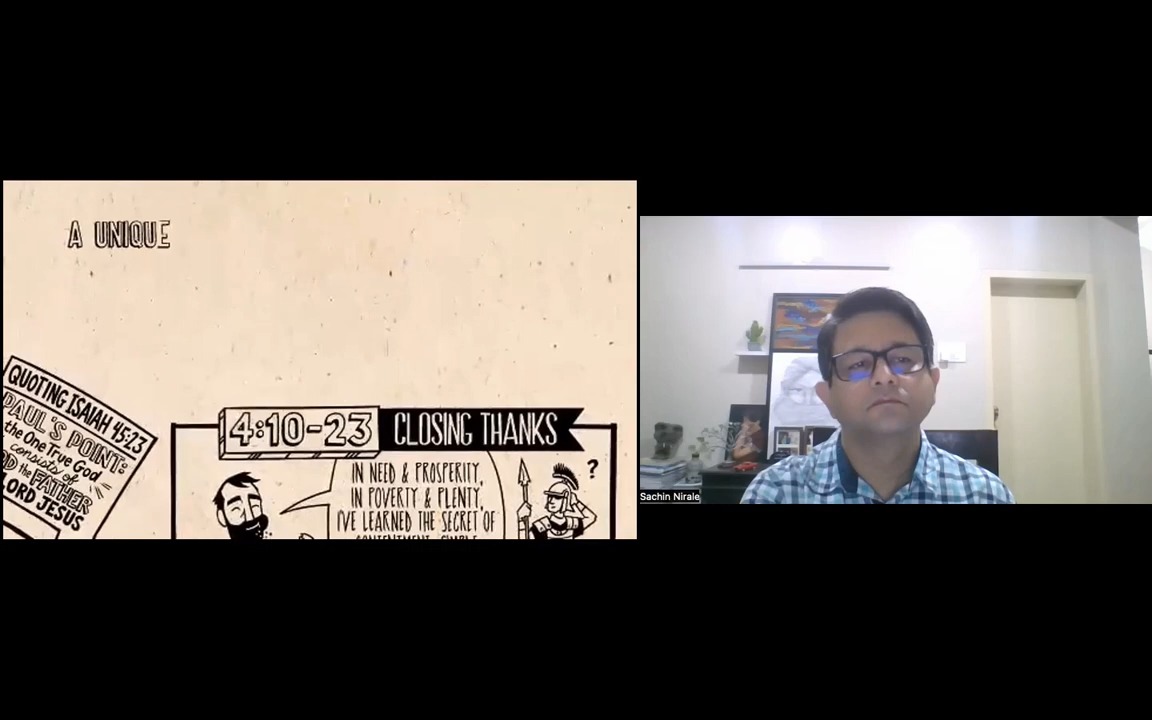 A UNIQUE
QUOTING ISAIAH 45:23
PAUL'S POINT:
the One True God
consists of
the FATHER
LORD JESUS
4:10-23 CLOSING THANKS
IN NEED & PROSPERITY,
IN POVERTY & PLENTY,
I'VE LEARNED THE SECRET OF
?
Sachin Nirale